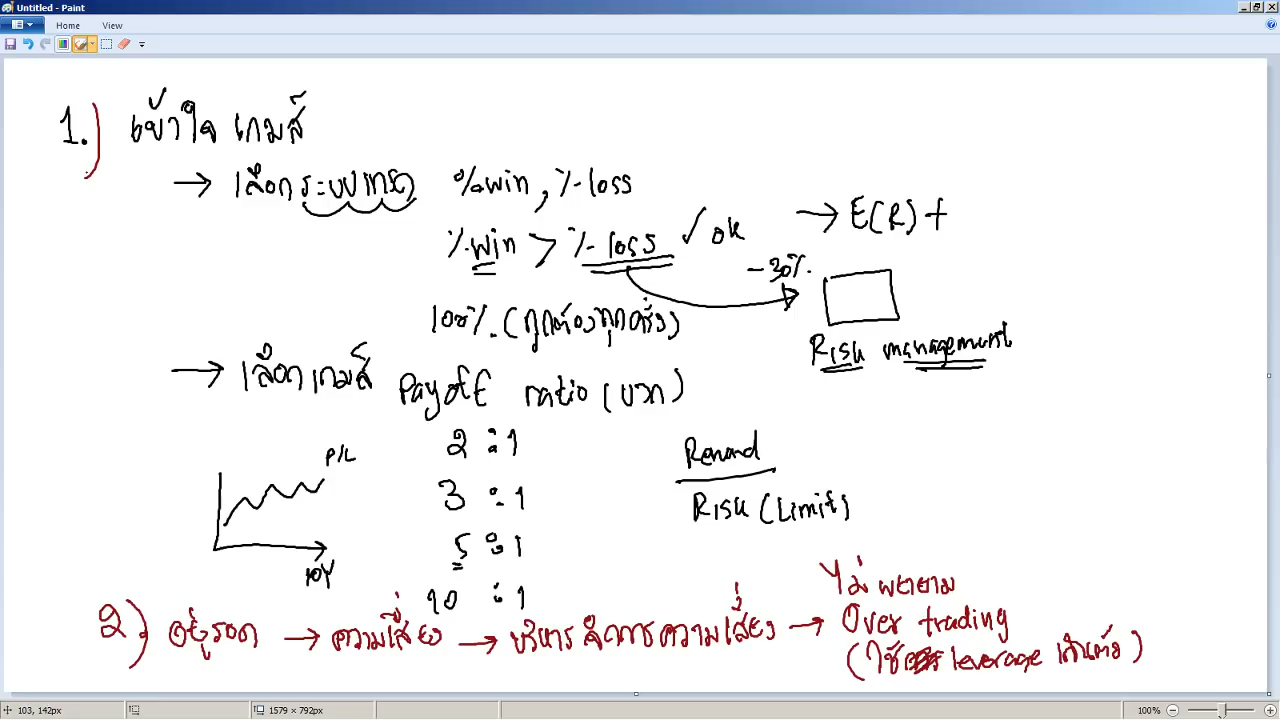 Untitled - Paint
Home View
1.) เข้าใจ เกมส์
→ เลือกระบบเทรด %win, %loss
→ E(R) +
%win > %loss ✓ ok
-30%
100%. (ถูกต้องทุกครั้ง)
Risk management
→ เลือกเกมส์ Payoff ratio (บวก)
2 : 1
Reward
P/L
3 : 1
Risk (Limit)
5 : 1
10Y
10 : 1
ไม่พยายาม
2) อยู่รอด → ความเสี่ยง → บริหารจัดการความเสี่ยง → Over trading
(ใช้ leverage เกินตัว)
103, 142px
1579 × 792px
100%